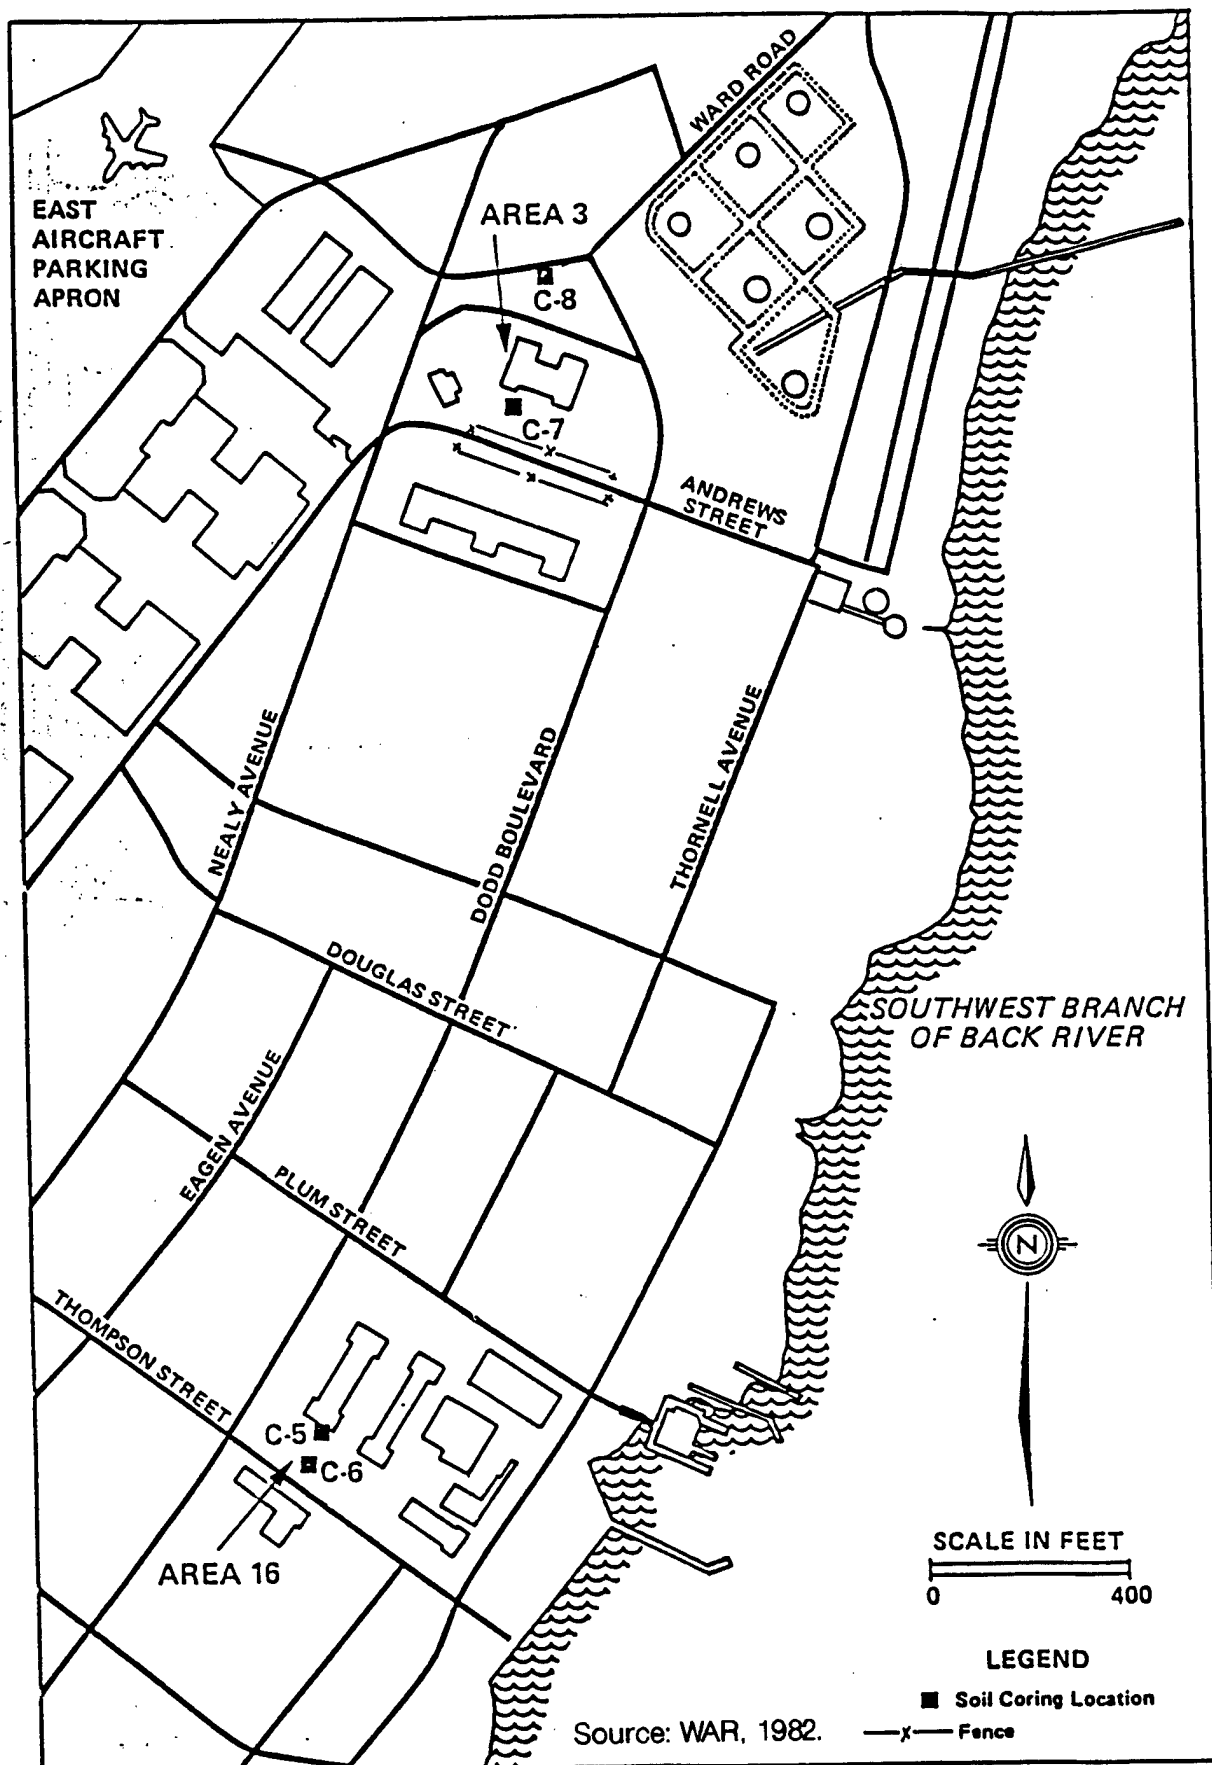 WARD ROAD
EAST
AIRCRAFT
PARKING
APRON
AREA 3
C-8
C-7
ANDREWS
STREET
NEALY AVENUE
DODD BOULEVARD
THORNELL AVENUE
DOUGLAS STREET
SOUTHWEST BRANCH
OF BACK RIVER
EAGEN AVENUE
PLUM STREET
N
THOMPSON STREET
C-5
C-6
AREA 16
SCALE IN FEET
0 400
LEGEND
Soil Coring Location
Source: WAR, 1982.
x Fence